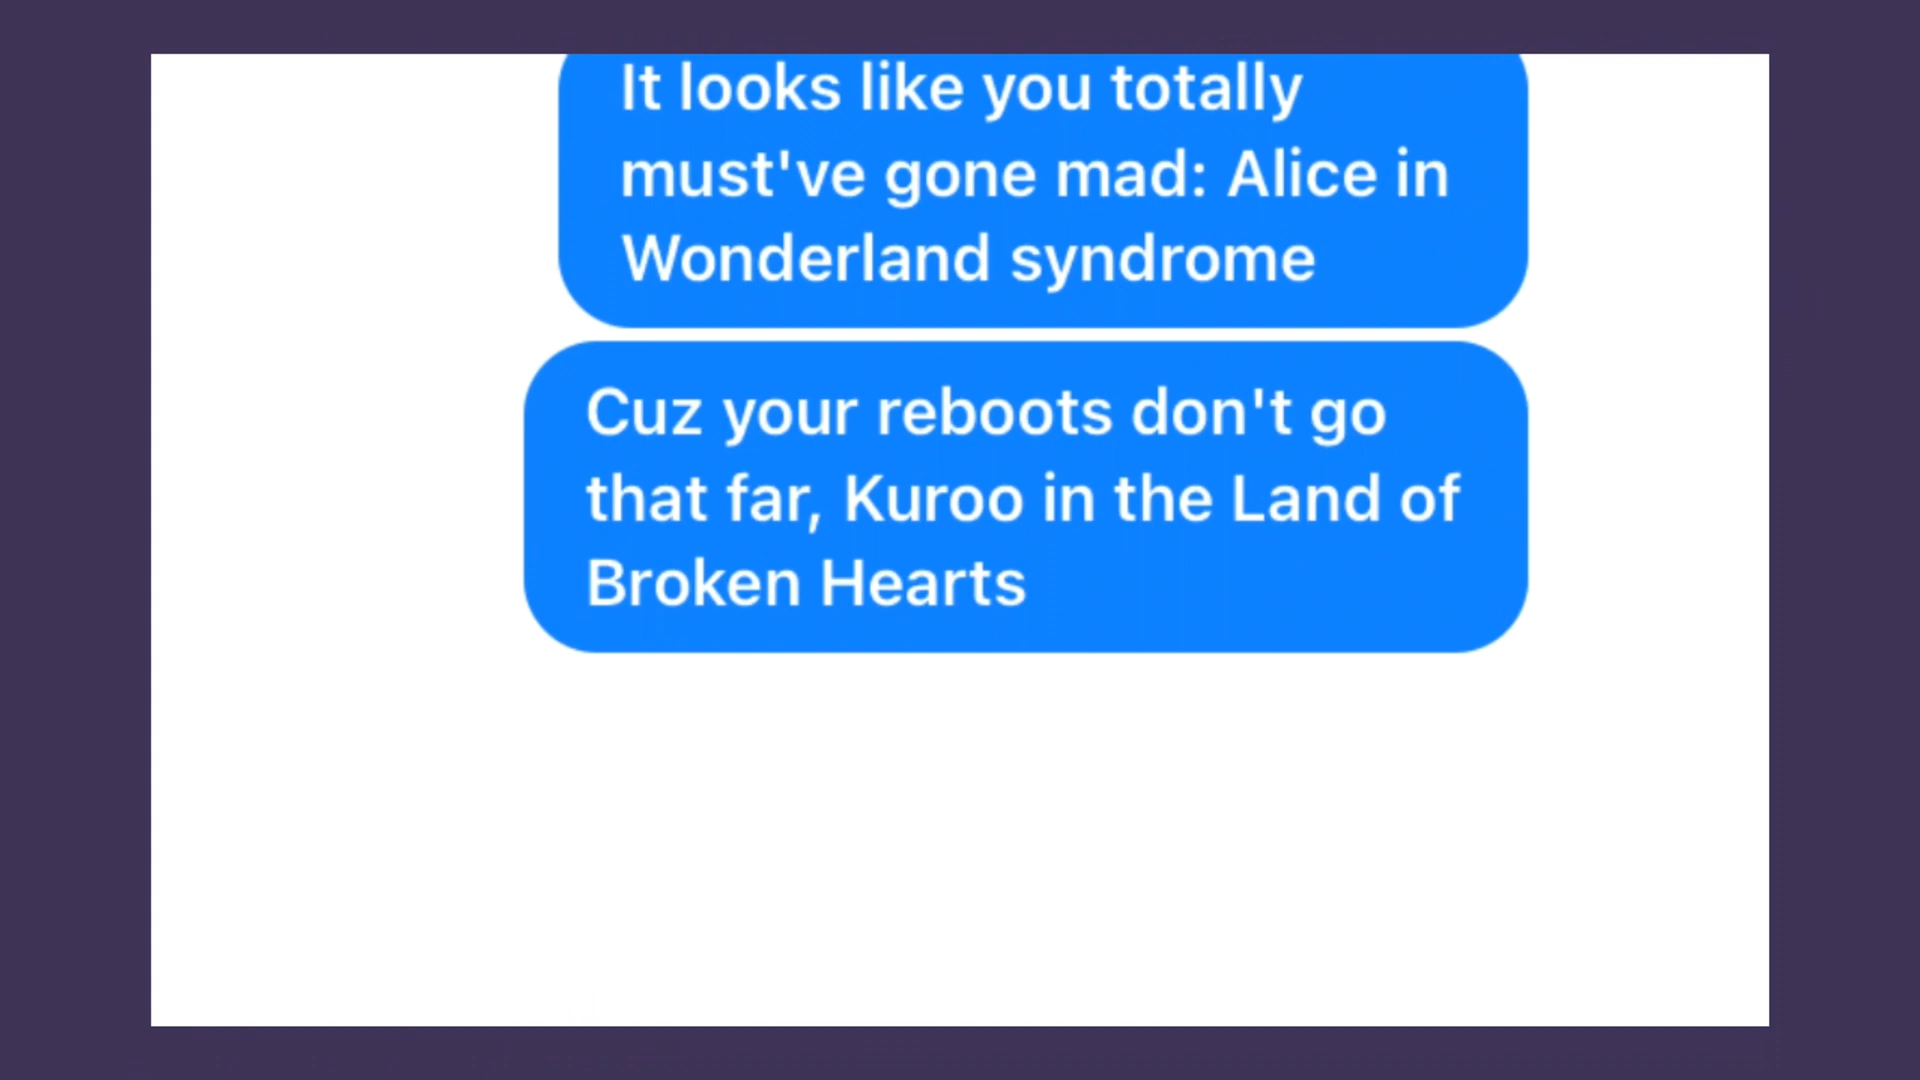 It looks like you totally
must've gone mad: Alice in
Wonderland syndrome
Cuz your reboots don't go
that far, Kuroo in the Land of
Broken Hearts